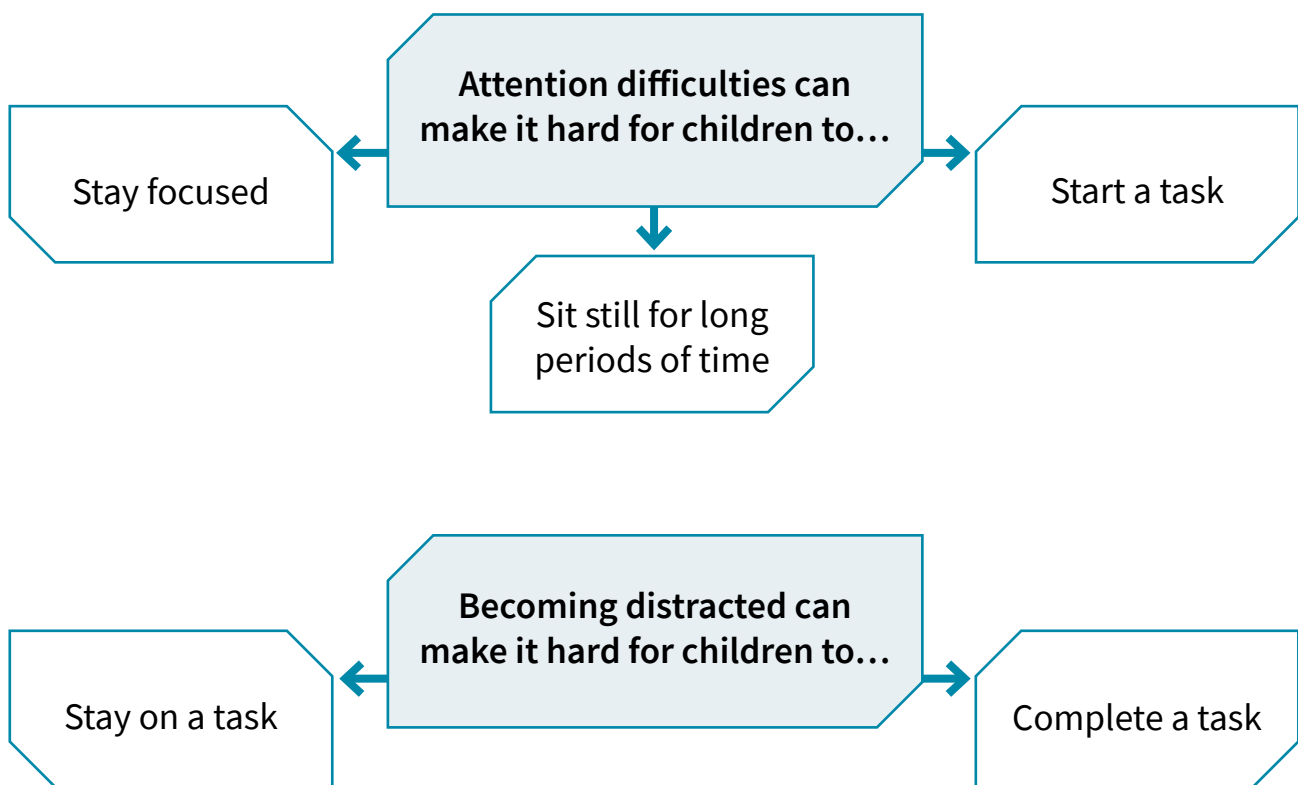 Attention difficulties can
make it hard for children to…
Stay focused
Start a task
Sit still for long
periods of time
Becoming distracted can
make it hard for children to…
Stay on a task
Complete a task